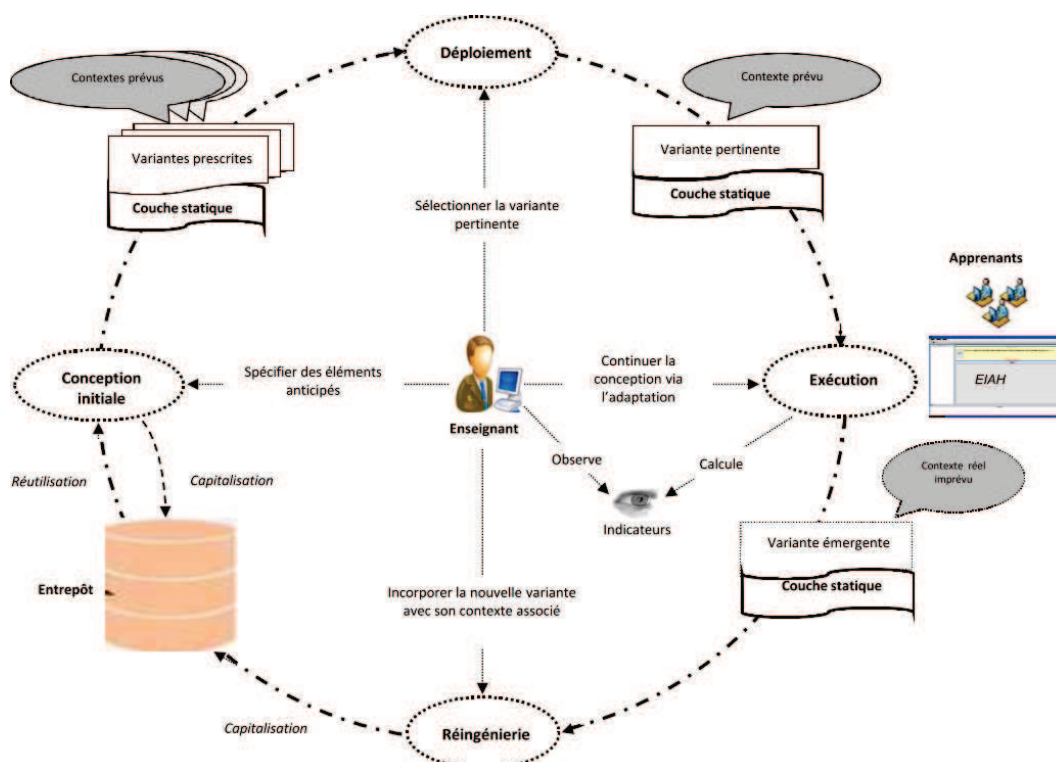 Déploiement
Contextes prévus
Contexte prévu
Variantes prescrites
Variante pertinente
Couche statique
Couche statique
Sélectionner la variante
pertinente
Apprenants
Conception
initiale
Spécifier des éléments
anticipés
Continuer la
conception via
l'adaptation
Exécution
EIAH
Enseignant
Observe
Calcule
Contexte réel
imprévu
Réutilisation
Capitalisation
Indicateurs
Variante émergente
Couche statique
Entrepôt
Incorporer la nouvelle variante
avec son contexte associé
Capitalisation
Réingénierie